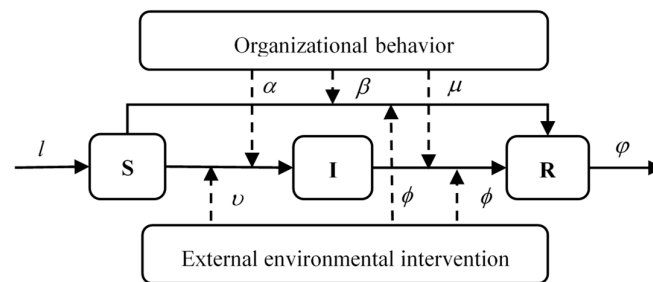 Organizational behavior
α β μ
l S I R φ
υ ϕ ϕ
External environmental intervention